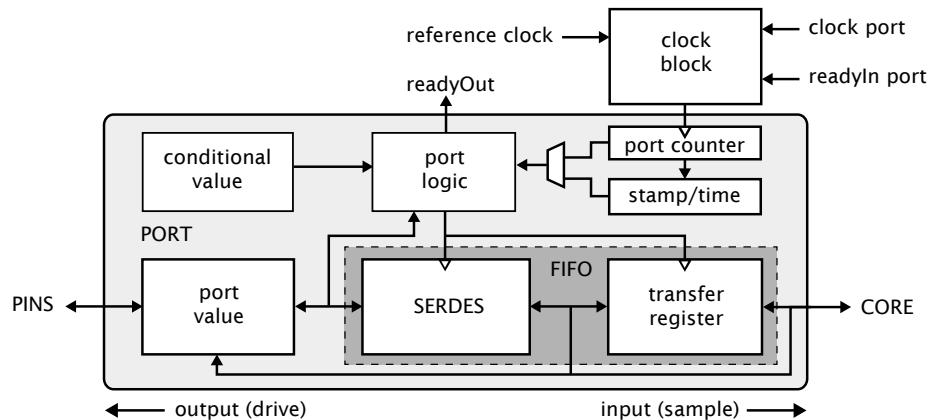 reference clock
clock
block
clock port
readyIn port
readyOut
conditional
value
port
logic
port counter
stamp/time
PORT
FIFO
PINS
port
value
SERDES
transfer
register
CORE
output (drive)
input (sample)